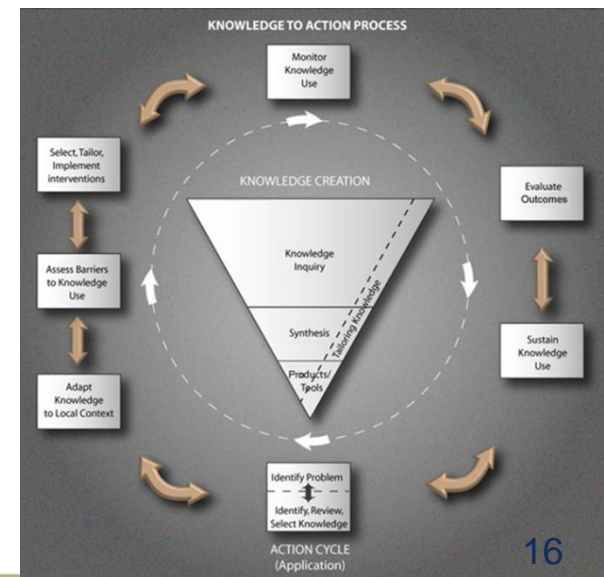 KNOWLEDGE TO ACTION PROCESS
Monitor
Knowledge
Use
Select, Tailor,
Implement
interventions
KNOWLEDGE CREATION
Evaluate
Outcomes
Knowledge
Inquiry
Assess Barriers
to Knowledge
Use
Tailoring Knowledge
Synthesis
Sustain
Knowledge
Use
Products/
Tools
Adapt
Knowledge
to Local Context
Identify Problem
Identify, Review,
Select Knowledge
ACTION CYCLE
(Application)
16